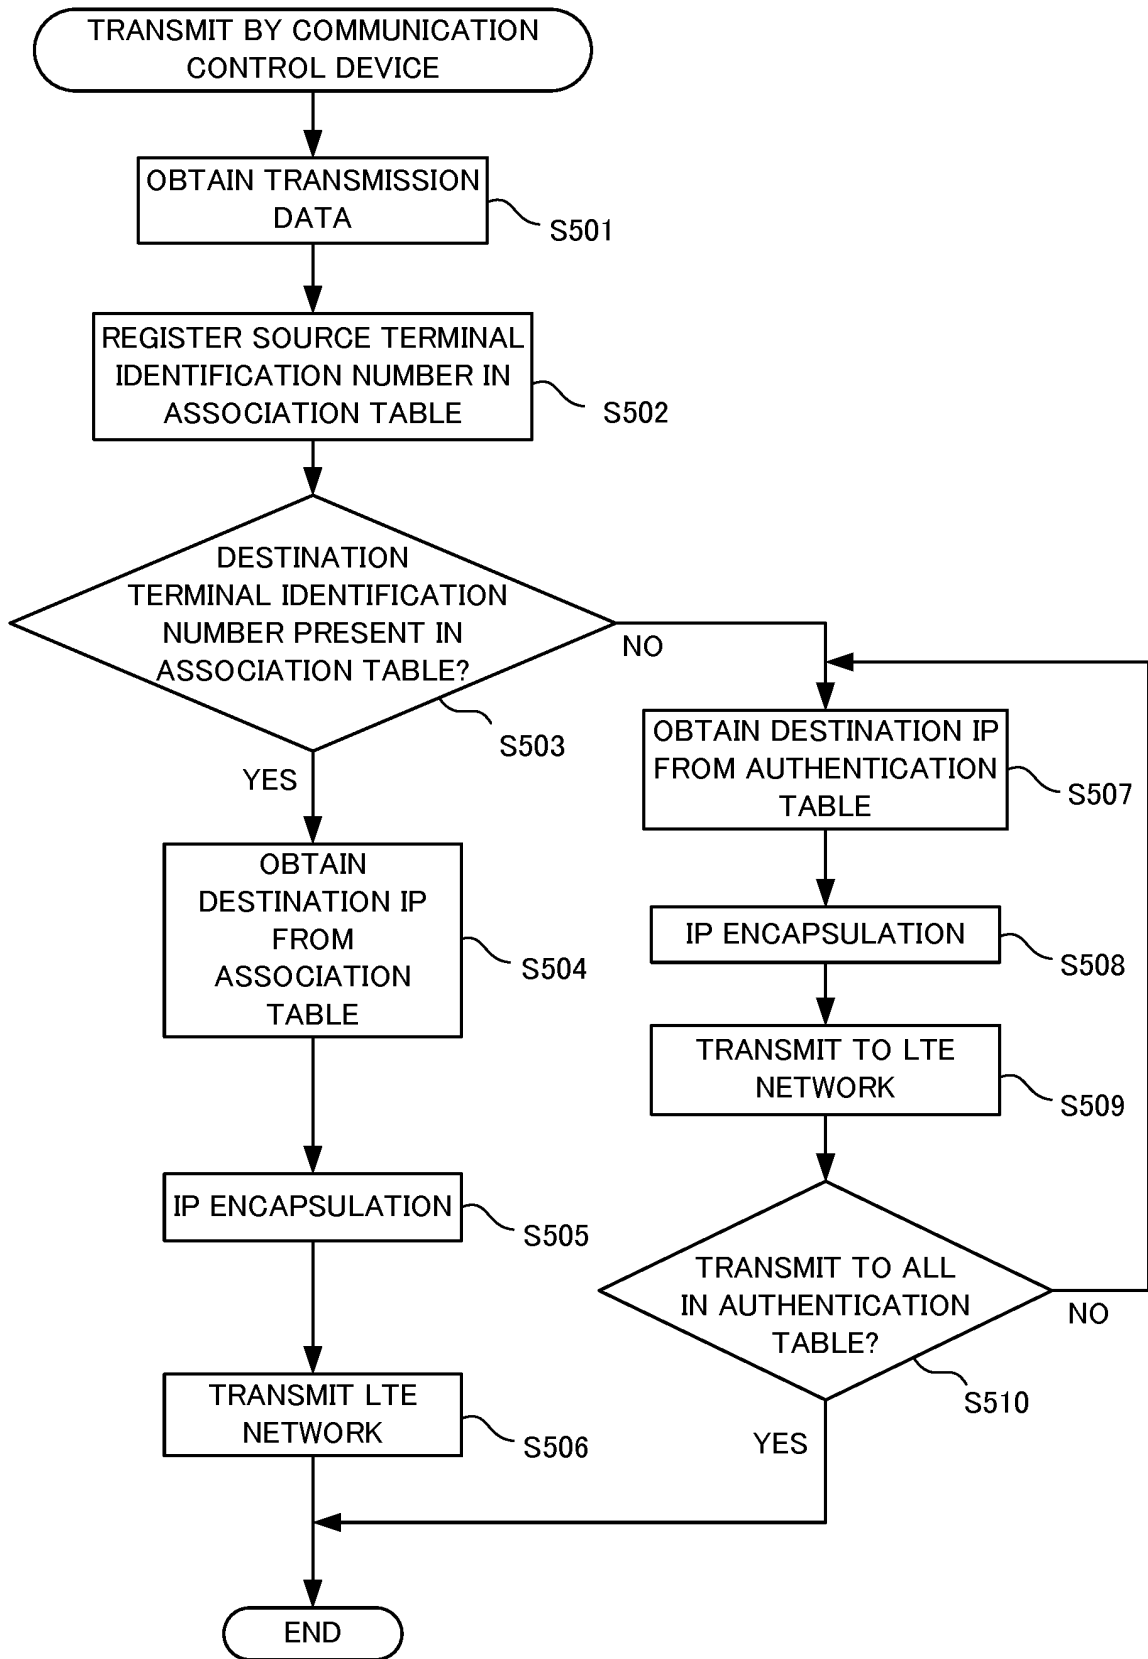 TRANSMIT BY COMMUNICATION
CONTROL DEVICE
OBTAIN TRANSMISSION
DATA
S501
REGISTER SOURCE TERMINAL
IDENTIFICATION NUMBER IN
ASSOCIATION TABLE
S502
DESTINATION
TERMINAL IDENTIFICATION
NUMBER PRESENT IN
ASSOCIATION TABLE?
S503
NO
YES
OBTAIN
DESTINATION IP
FROM
ASSOCIATION
TABLE
S504
IP ENCAPSULATION
S505
TRANSMIT LTE
NETWORK
S506
OBTAIN DESTINATION IP
FROM AUTHENTICATION
TABLE
S507
IP ENCAPSULATION
S508
TRANSMIT TO LTE
NETWORK
S509
TRANSMIT TO ALL
IN AUTHENTICATION
TABLE?
S510
NO
YES
END